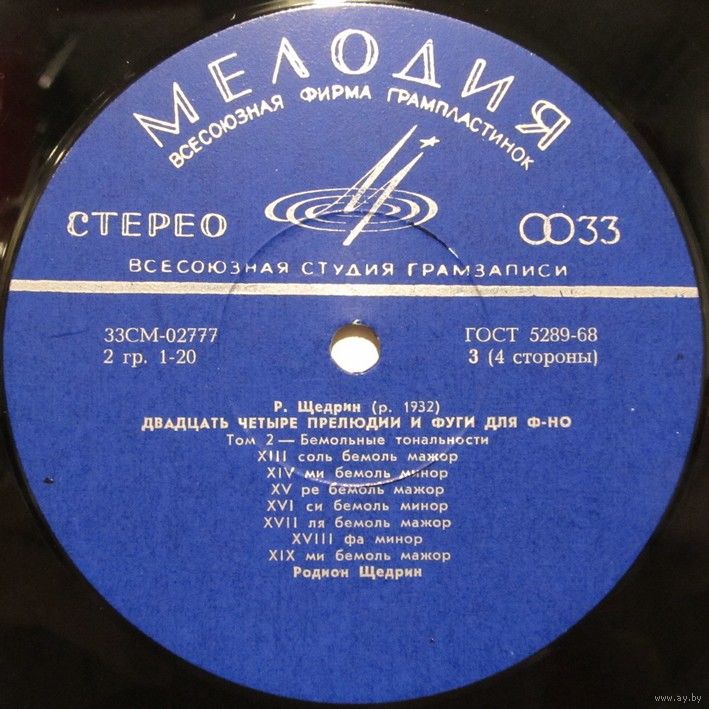 МЕЛОДИЯ
ВСЕСОЮЗНАЯ ФИРМА ГРАМПЛАСТИНОК
СТЕРЕО
33
ВСЕСОЮЗНАЯ СТУДИЯ ГРАМЗАПИСИ
33СМ-02777
ГОСТ 5289-68
2 гр. 1-20
3 (4 стороны)
Р. Щедрин (р. 1932)
ДВАДЦАТЬ ЧЕТЫРЕ ПРЕЛЮДИИ И ФУГИ ДЛЯ Ф-НО
Том 2 — Бемольные тональности
XIII соль бемоль мажор
XIV ми бемоль минор
XV ре бемоль мажор
XVI си бемоль минор
XVII ля бемоль мажор
XVIII фа минор
XIX ми бемоль мажор
Родион Щедрин
www.ay.by